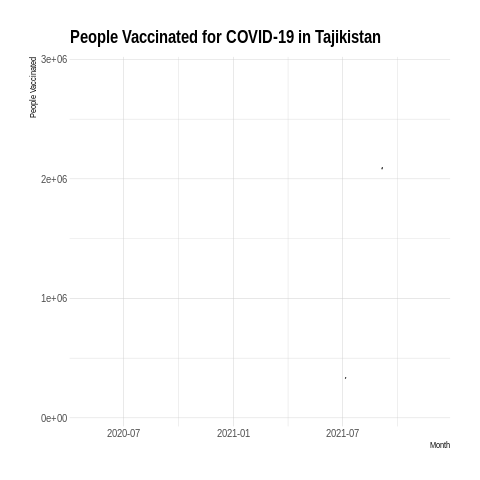 People Vaccinated for COVID-19 in Tajikistan
People Vaccinated
3e+06
2e+06
1e+06
0e+00
2020-07
2021-01
2021-07
Month